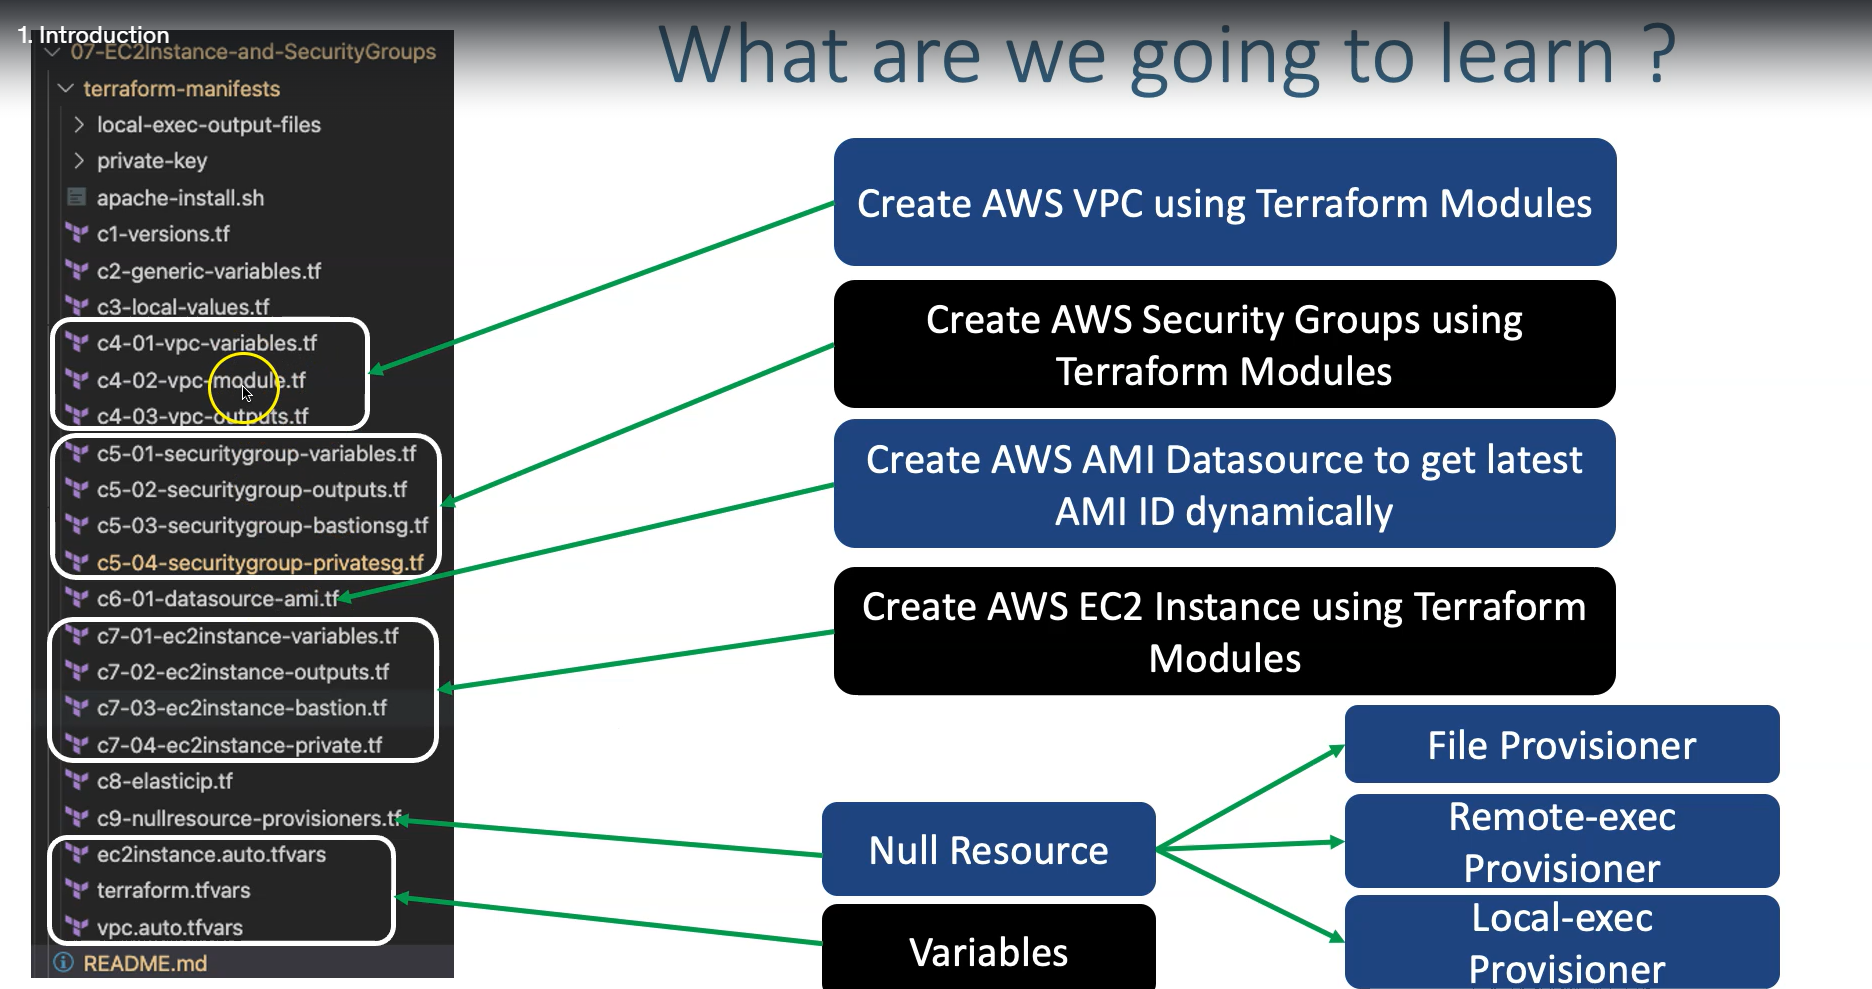 1. Introduction
What are we going to learn ?
07-EC2Instance-and-SecurityGroups
terraform-manifests
local-exec-output-files
private-key
apache-install.sh
c1-versions.tf
c2-generic-variables.tf
c3-local-values.tf
c4-01-vpc-variables.tf
c4-02-vpc-module.tf
c4-03-vpc-outputs.tf
c5-01-securitygroup-variables.tf
c5-02-securitygroup-outputs.tf
c5-03-securitygroup-bastionsg.tf
c5-04-securitygroup-privatesg.tf
c6-01-datasource-ami.tf
c7-01-ec2instance-variables.tf
c7-02-ec2instance-outputs.tf
c7-03-ec2instance-bastion.tf
c7-04-ec2instance-private.tf
c8-elasticip.tf
c9-nullresource-provisioners.tf
ec2instance.auto.tfvars
terraform.tfvars
vpc.auto.tfvars
README.md
Create AWS VPC using Terraform Modules
Create AWS Security Groups using
Terraform Modules
Create AWS AMI Datasource to get latest
AMI ID dynamically
Create AWS EC2 Instance using Terraform
Modules
Null Resource
Variables
File Provisioner
Remote-exec
Provisioner
Local-exec
Provisioner